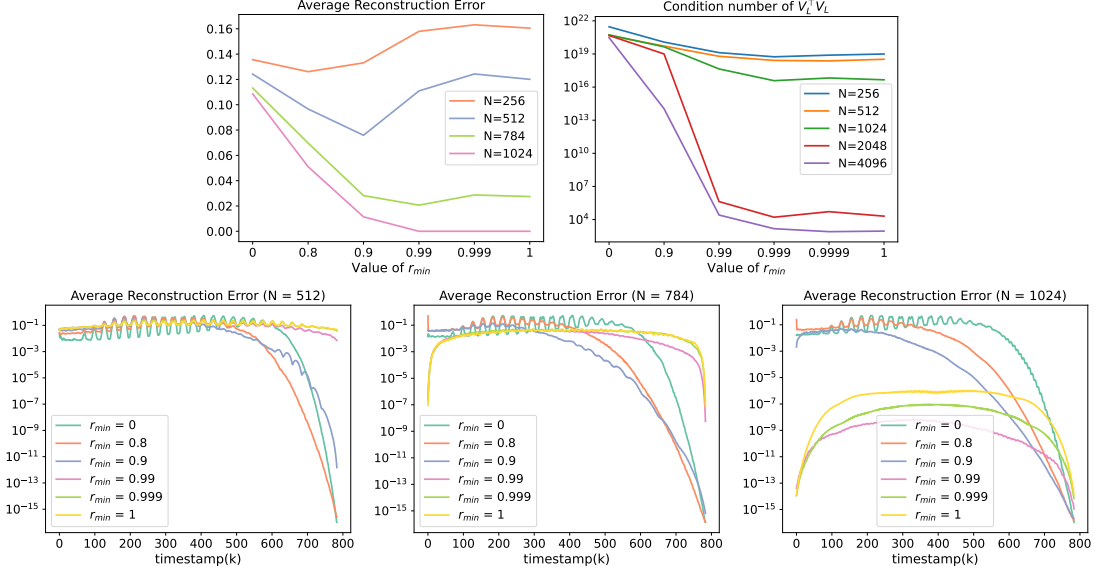 Average Reconstruction Error
0.16
0.14
0.12
0.10
0.08
0.06
0.04
0.02
0.00
N=256
N=512
N=784
N=1024
0 0.8 0.9 0.99 0.999 1
Value of r_min
Condition number of V_L^⊤V_L
10^22
10^19
10^16
10^13
10^10
10^7
10^4
N=256
N=512
N=1024
N=2048
N=4096
0 0.9 0.99 0.999 0.9999 1
Value of r_min
Average Reconstruction Error (N = 512)
10^−1
10^−3
10^−5
10^−7
10^−9
10^−11
10^−13
10^−15
r_min = 0
r_min = 0.8
r_min = 0.9
r_min = 0.99
r_min = 0.999
r_min = 1
0 100 200 300 400 500 600 700 800
timestamp(k)
Average Reconstruction Error (N = 784)
10^−1
10^−3
10^−5
10^−7
10^−9
10^−11
10^−13
10^−15
r_min = 0
r_min = 0.8
r_min = 0.9
r_min = 0.99
r_min = 0.999
r_min = 1
0 100 200 300 400 500 600 700 800
timestamp(k)
Average Reconstruction Error (N = 1024)
10^−1
10^−3
10^−5
10^−7
10^−9
10^−11
10^−13
10^−15
r_min = 0
r_min = 0.8
r_min = 0.9
r_min = 0.99
r_min = 0.999
r_min = 1
0 100 200 300 400 500 600 700 800
timestamp(k)